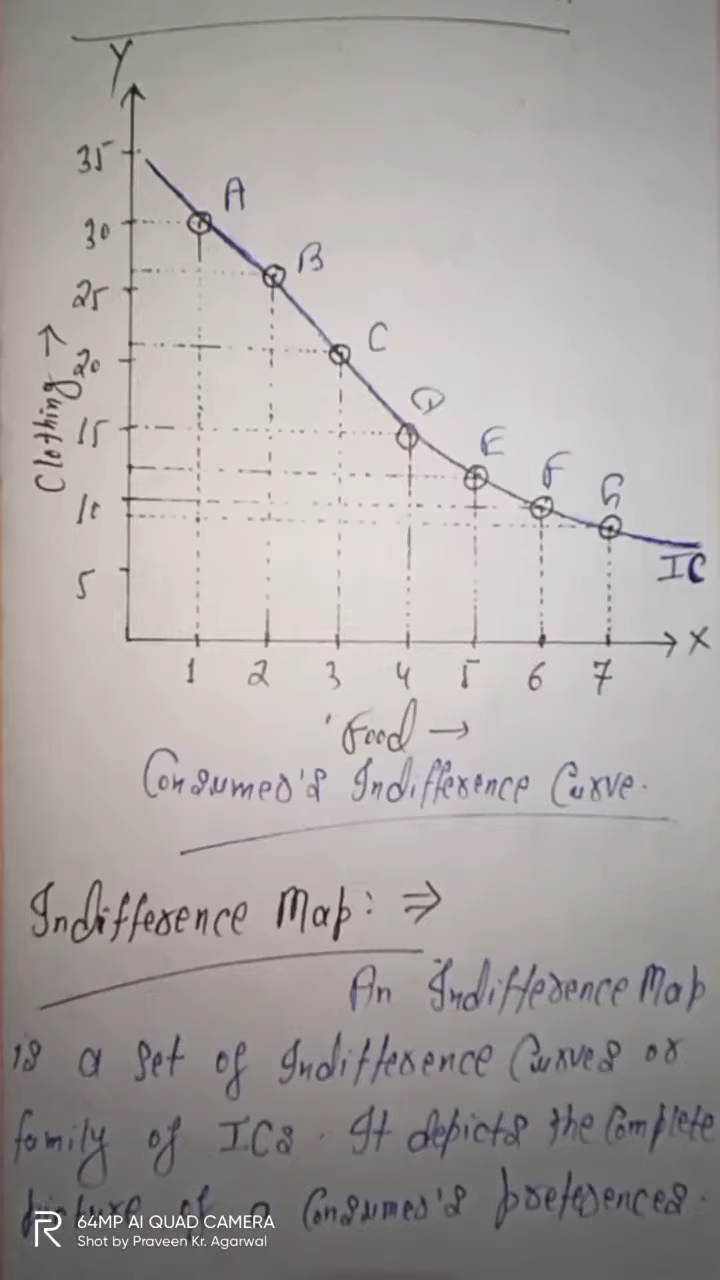 Y
35
30
25
20
15
10
5
A
B
C
D
E
F
G
IC
Clothing →
X
1 2 3 4 5 6 7
Food →
Consumer's Indifference Curve.
Indifference Map: ⇒
An Indifference Map
is a set of Indifference Curves or
family of ICs. It depicts the Complete
picture of a Consumer's preferences.
64MP AI QUAD CAMERA
Shot by Praveen Kr. Agarwal